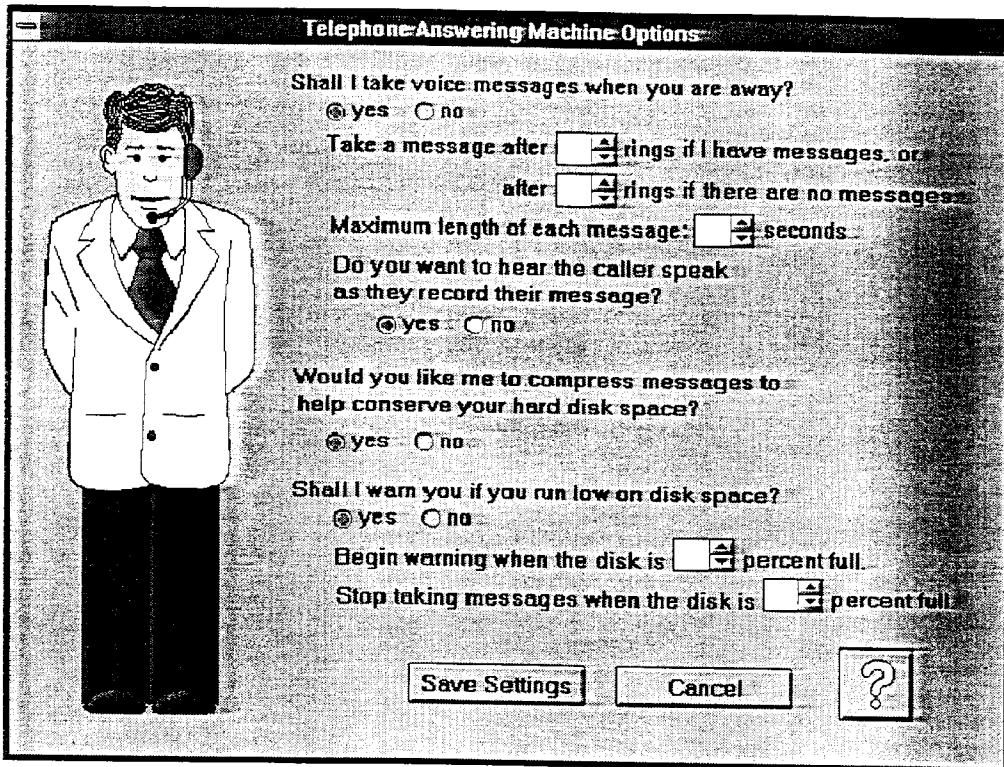 Telephone Answering Machine Options
Shall I take voice messages when you are away?
yes no
Take a message after rings if I have messages, or
after rings if there are no messages
Maximum length of each message: seconds
Do you want to hear the caller speak
as they record their message?
yes no
Would you like me to compress messages to
help conserve your hard disk space?
yes no
Shall I warn you if you run low on disk space?
yes no
Begin warning when the disk is percent full.
Stop taking messages when the disk is percent full.
Save Settings Cancel ?